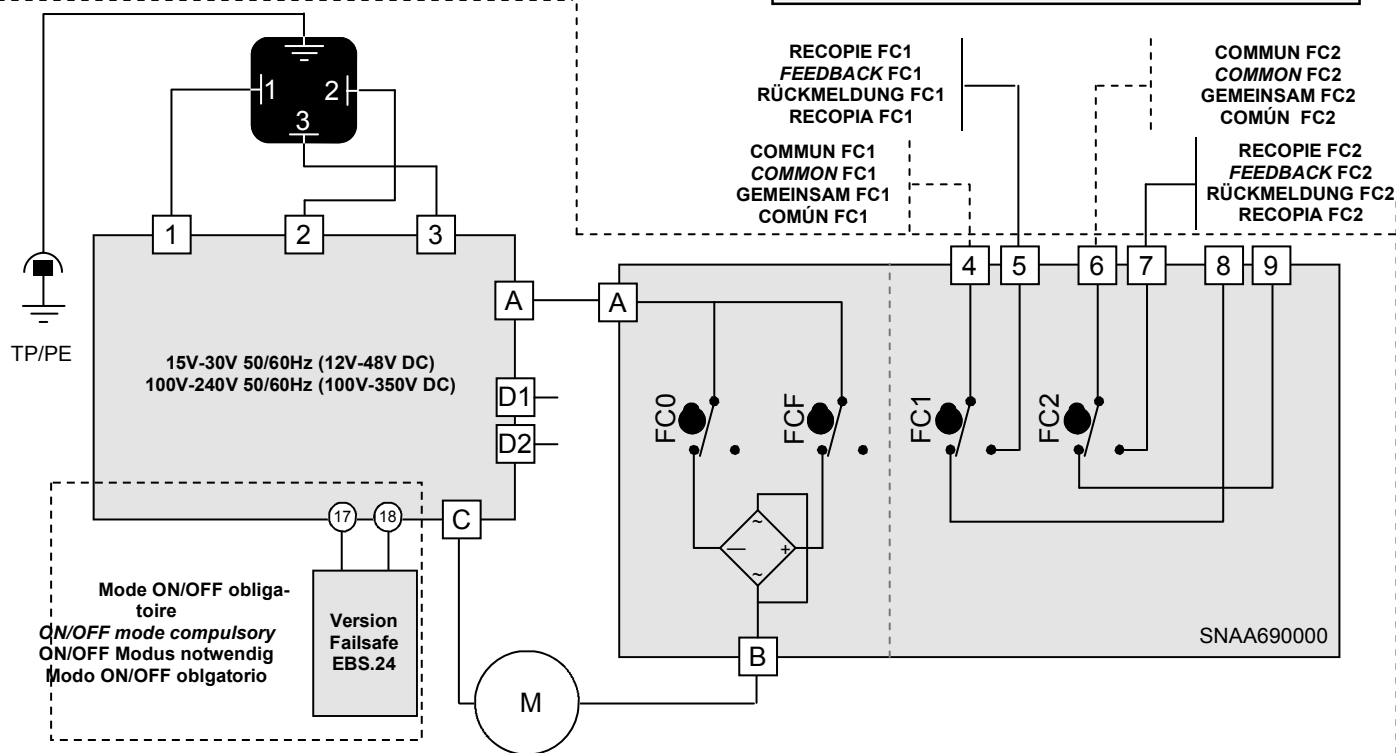 1
2
3
RECOPIE FC1
FEEDBACK FC1
RÜCKMELDUNG FC1
RECOPIA FC1
COMMUN FC2
COMMON FC2
GEMEINSAM FC2
COMÚN FC2
COMMUN FC1
COMMON FC1
GEMEINSAM FC1
COMÚN FC1
RECOPIE FC2
FEEDBACK FC2
RÜCKMELDUNG FC2
RECOPIA FC2
1 2 3
4 5 6 7 8 9
TP/PE
A
A
15V-30V 50/60Hz (12V-48V DC)
100V-240V 50/60Hz (100V-350V DC)
D1
D2
FC0
FCF
FC1
FC2
17 18
C
~
— +
~
Mode ON/OFF obliga-
toire
ON/OFF mode compulsory
ON/OFF Modus notwendig
Modo ON/OFF oblgatorio
Version
Failsafe
EBS.24
SNAA690000
B
M